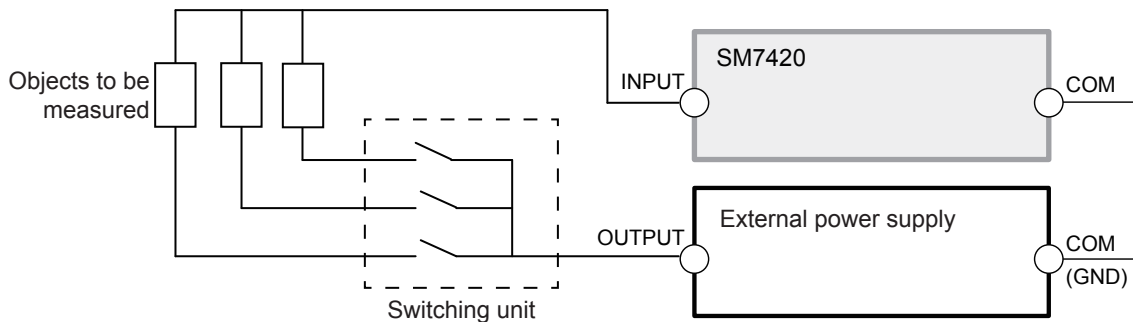 Objects to be
measured
INPUT
SM7420
COM
OUTPUT
External power supply
COM
(GND)
Switching unit